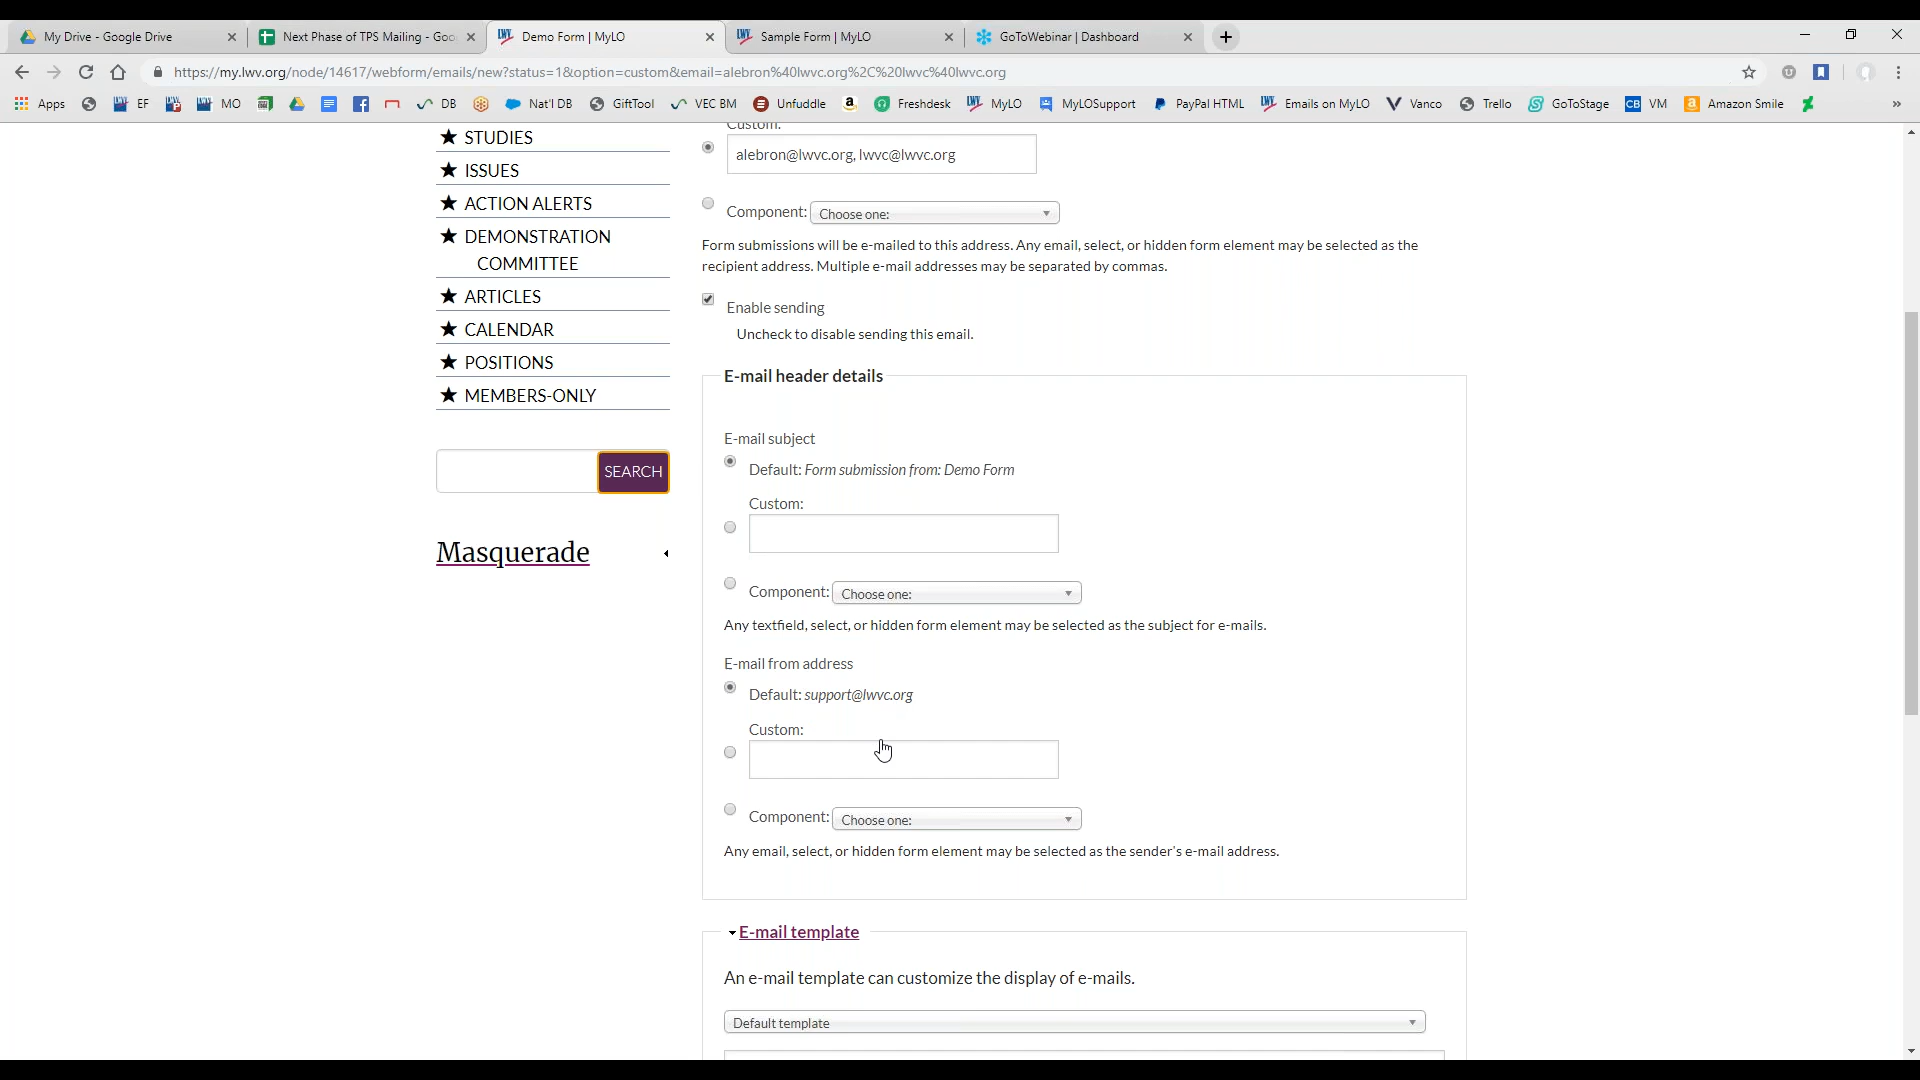 My Drive - Google Drive
Next Phase of TPS Mailing - Goo
Demo Form | MyLO
Sample Form | MyLO
GoToWebinar | Dashboard
https://my.lwv.org/node/14617/webform/emails/new?status=1&option=custom&email=alebron%40lwvc.org%2C%20lwvc%40lwvc.org
Apps EF MO DB Nat'l DB GiftTool VEC BM Unfuddle Freshdesk MyLO MyLOSupport PayPal HTML Emails on MyLO Vanco Trello GoToStage VM Amazon Smile
★ STUDIES
★ ISSUES
★ ACTION ALERTS
★ DEMONSTRATION
COMMITTEE
★ ARTICLES
★ CALENDAR
★ POSITIONS
★ MEMBERS-ONLY
SEARCH
Masquerade
Custom:
alebron@lwvc.org, lwvc@lwvc.org
Component: Choose one:
Form submissions will be e-mailed to this address. Any email, select, or hidden form element may be selected as the
recipient address. Multiple e-mail addresses may be separated by commas.
Enable sending
Uncheck to disable sending this email.
E-mail header details
E-mail subject
Default: Form submission from: Demo Form
Custom:
Component: Choose one:
Any textfield, select, or hidden form element may be selected as the subject for e-mails.
E-mail from address
Default: support@lwvc.org
Custom:
Component: Choose one:
Any email, select, or hidden form element may be selected as the sender's e-mail address.
E-mail template
An e-mail template can customize the display of e-mails.
Default template